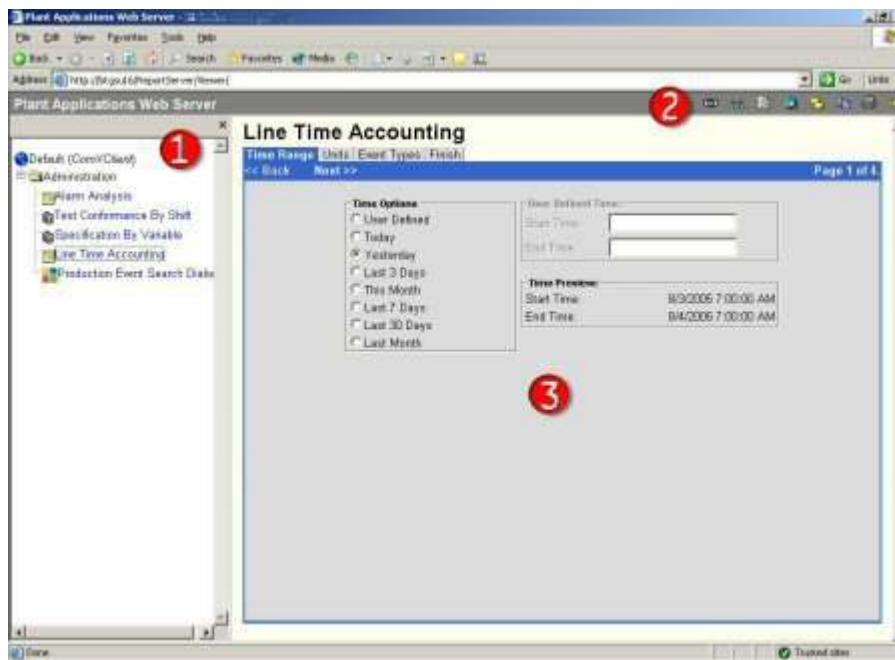 Plant Applications Web Server -
File Edit View Favorites Tools Help
Back Search Favorites Media
Address Go Links
Plant Applications Web Server
2
1
Default (ComXClient)
Administration
Alarm Analysis
Test Conformance By Shift
Specification By Variable
Line Time Accounting
Production Event Search Dialo
Line Time Accounting
Time Range Units Event Types Finish
<< Back Next >> Page 1 of 4
Time Options
User Defined
Today
Yesterday
Last 3 Days
This Month
Last 7 Days
Last 30 Days
Last Month
User Defined Time:
Start Time:
End Time:
Time Preview:
Start Time: 8/3/2006 7:00:00 AM
End Time: 8/4/2006 7:00:00 AM
3
Done Trusted sites